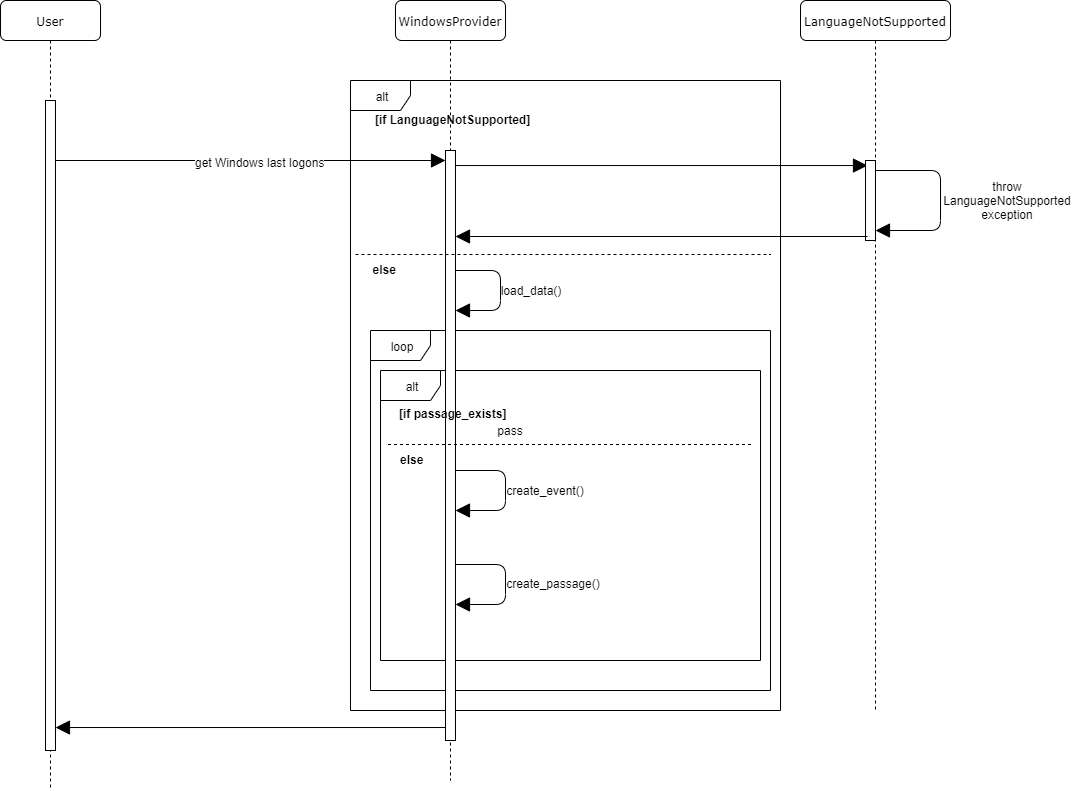 User
WindowsProvider
LanguageNotSupported
alt
[if LanguageNotSupported]
get Windows last logons
throw
LanguageNotSupported
exception
else
load_data()
loop
alt
[if passage_exists]
pass
else
create_event()
create_passage()